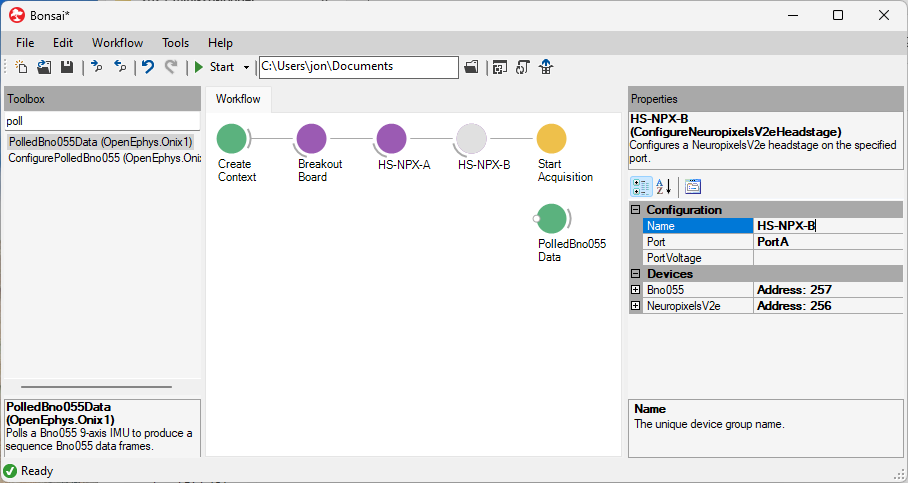 Bonsai*
File Edit Workflow Tools Help
Start C:\Users\jon\Documents
Toolbox
poll
PolledBno055Data (OpenEphys.Onix1)
ConfigurePolledBno055 (OpenEphys.Oni
PolledBno055Data
(OpenEphys.Onix1)
Polls a Bno055 9-axis IMU to produce a
sequence Bno055 data frames.
Workflow
Create
Context
Breakout
Board
HS-NPX-A
HS-NPX-B
Start
Acquisition
PolledBno055
Data
Properties
HS-NPX-B
(ConfigureNeuropixelsV2eHeadstage)
Configures a NeuropixelsV2e headstage on the specified
port.
Configuration
Name HS-NPX-B
Port PortA
PortVoltage
Devices
Bno055 Address: 257
NeuropixelsV2e Address: 256
Name
The unique device group name.
Ready